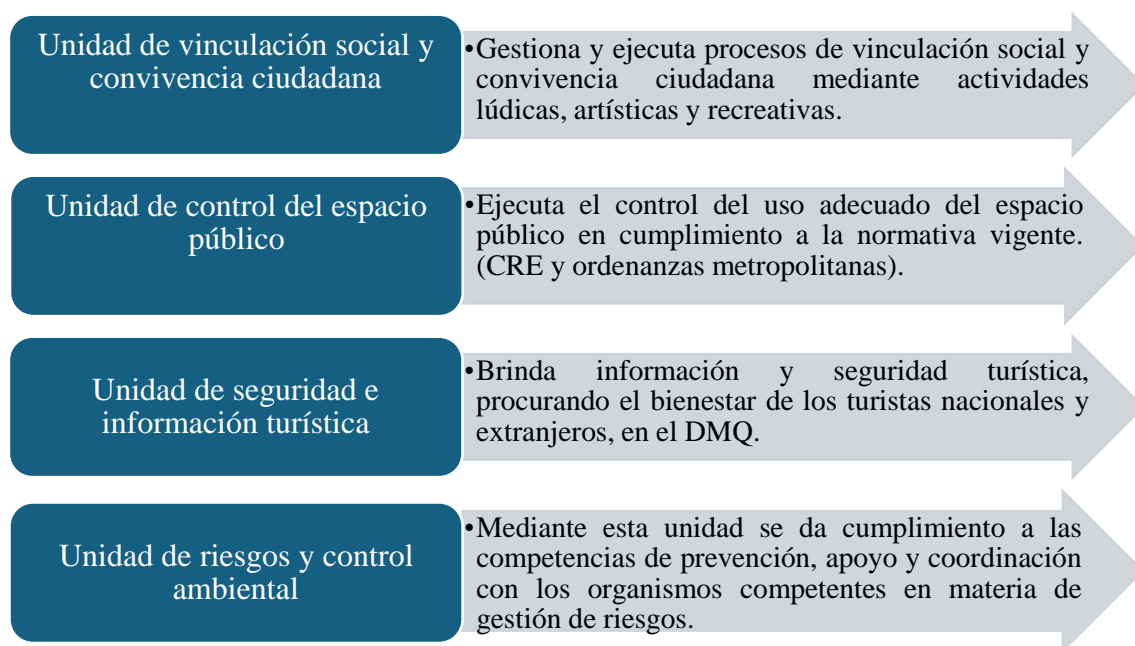 Unidad de vinculación social y
convivencia ciudadana
•Gestiona y ejecuta procesos de vinculación social y
convivencia ciudadana mediante actividades
lúdicas, artísticas y recreativas.
Unidad de control del espacio
público
•Ejecuta el control del uso adecuado del espacio
público en cumplimiento a la normativa vigente.
(CRE y ordenanzas metropolitanas).
Unidad de seguridad e
información turística
•Brinda información y seguridad turística,
procurando el bienestar de los turistas nacionales y
extranjeros, en el DMQ.
Unidad de riesgos y control
ambiental
•Mediante esta unidad se da cumplimiento a las
competencias de prevención, apoyo y coordinación
con los organismos competentes en materia de
gestión de riesgos.